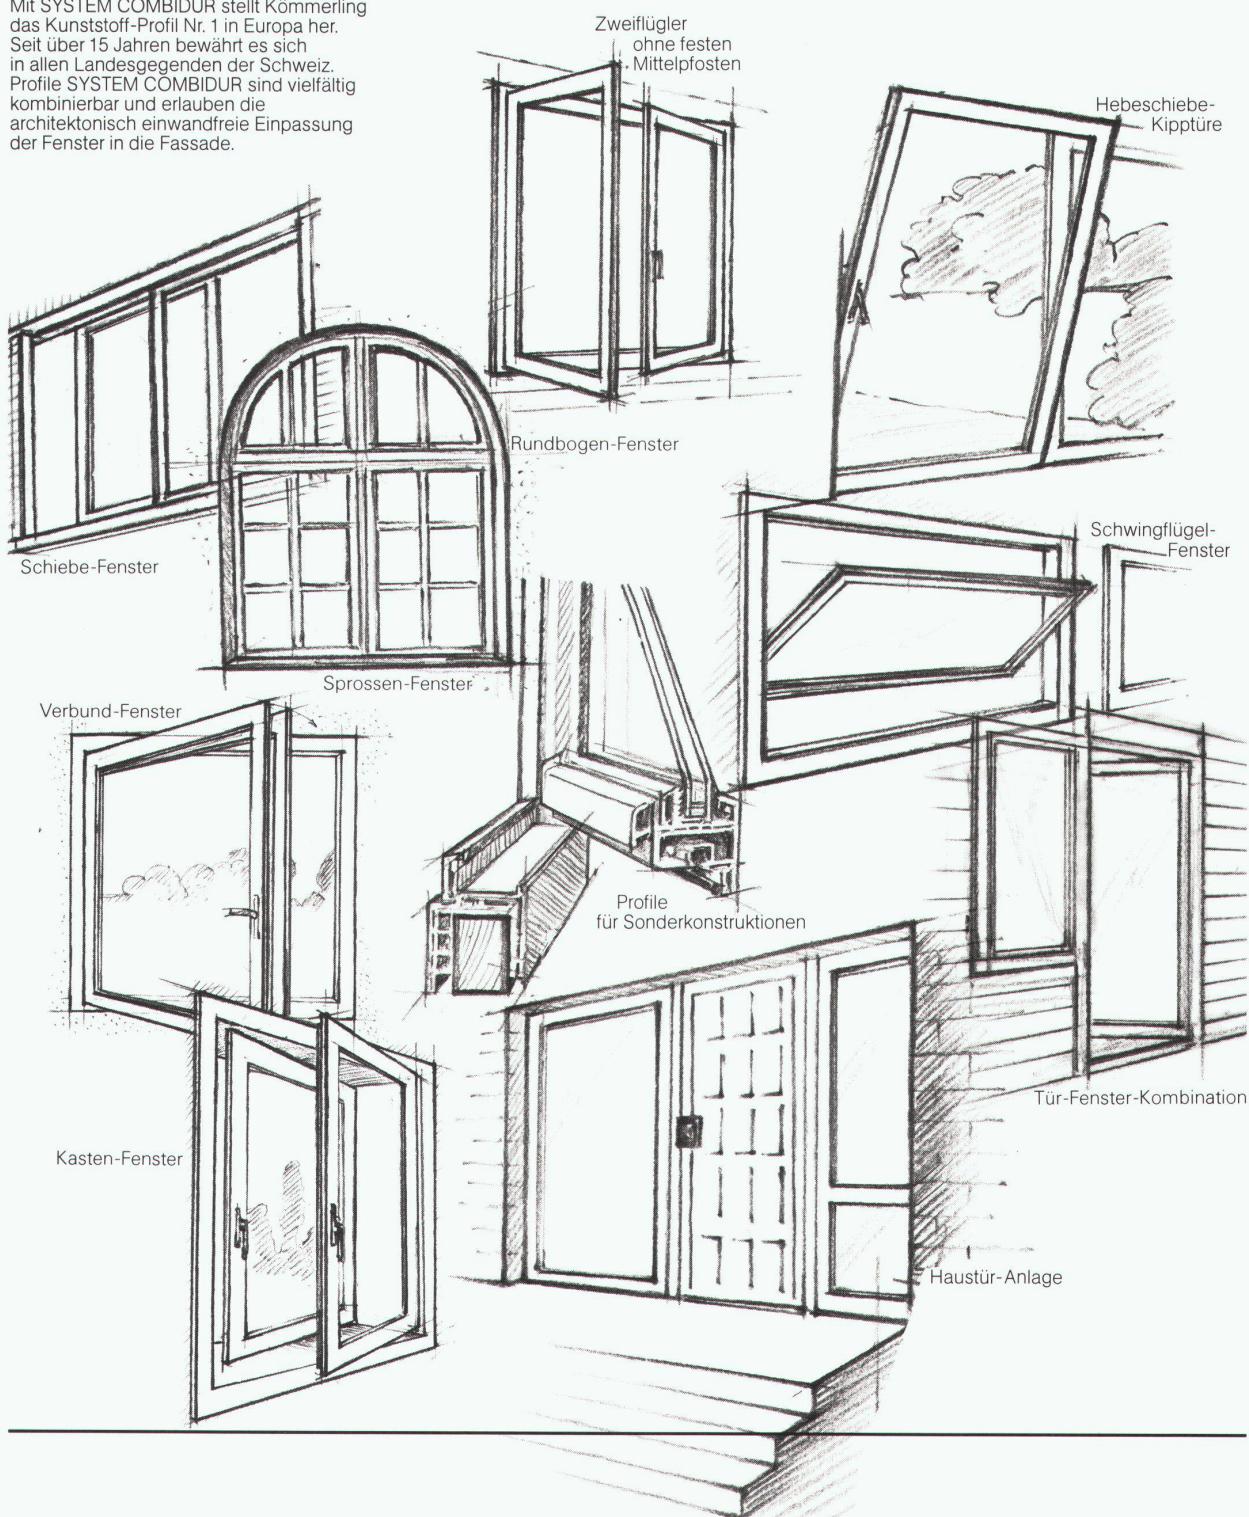 Mit SYSTEM COMBIDUR stellt Kömmerling
das Kunststoff-Profil Nr. 1 in Europa her.
Seit über 15 Jahren bewährt es sich
in allen Landesgegenden der Schweiz.
Profile SYSTEM COMBIDUR sind vielfältig
kombinierbar und erlauben die
architektonisch einwandfreie Einpassung
der Fenster in die Fassade.
Zweiflügler
ohne festen
Mittelpfosten
Hebeschiebe-
Kipptüre
Rundbogen-Fenster
Schiebe-Fenster
Schwingflügel-
Fenster
Sprossen-Fenster
Verbund-Fenster
Profile
für Sonderkonstruktionen
Tür-Fenster-Kombination
Kasten-Fenster
Haustür-Anlage